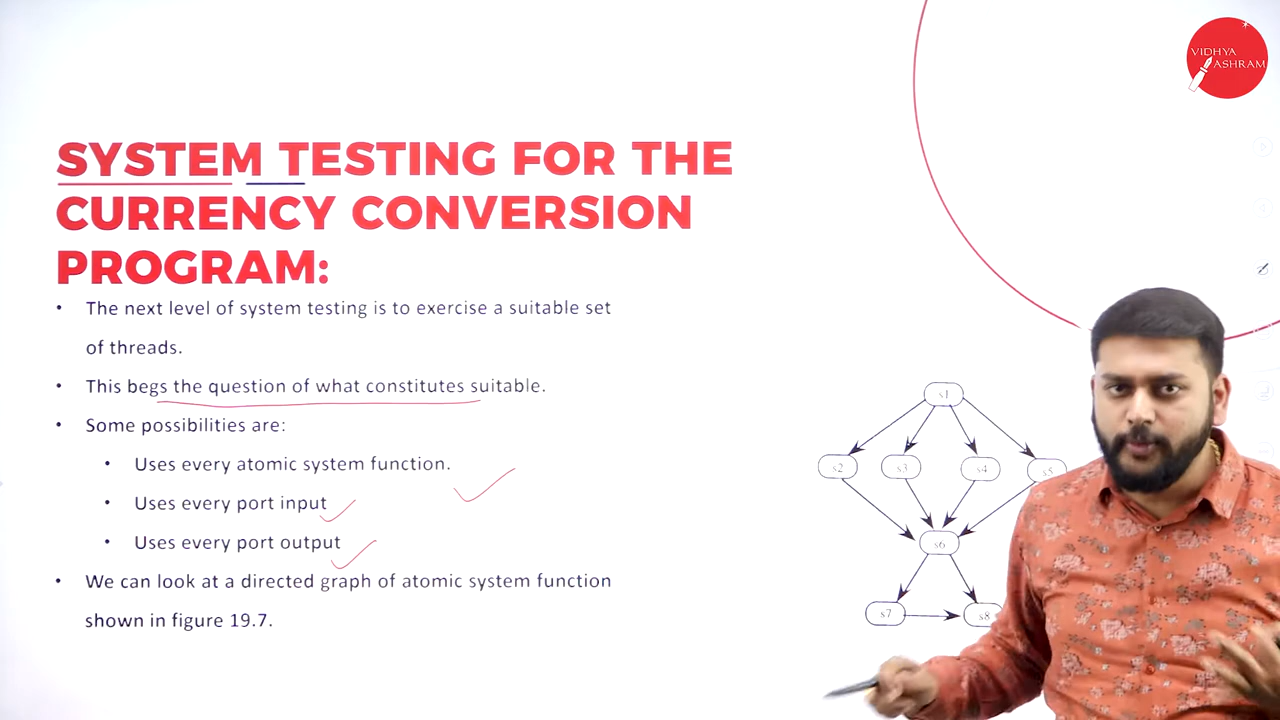 VIDHYA
ASHRAM
SYSTEM TESTING FOR THE
CURRENCY CONVERSION
PROGRAM:
• The next level of system testing is to exercise a suitable set
of threads.
• This begs the question of what constitutes suitable.
• Some possibilities are:
• Uses every atomic system function.
• Uses every port input
• Uses every port output
• We can look at a directed graph of atomic system function
shown in figure 19.7.
s1
s2 s3 s4 s5
s6
s7 s8